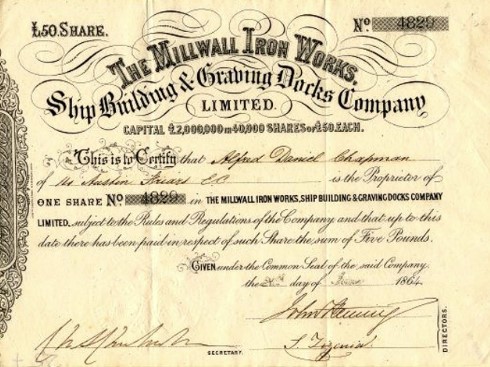 £50. SHARE. No. 4829
THE MILLWALL IRON WORKS,
Ship Building & Graving Docks Company
LIMITED.
CAPITAL £2,000,000 IN 40,000 SHARES OF £50. EACH.
This is to Certify that Alfred Daniel Chapman
of Austin Friars E C is the Proprietor of
ONE SHARE No 4829 IN THE MILLWALL IRON WORKS, SHIP BUILDING & GRAVING DOCKS COMPANY
LIMITED. subject to the Rules and Regulations of the Company and that up to this
date there has been paid in respect of such Share the sum of Five Pounds.
GIVEN under the Common Seal of the said Company
the day of 1864
SECRETARY.
DIRECTORS.